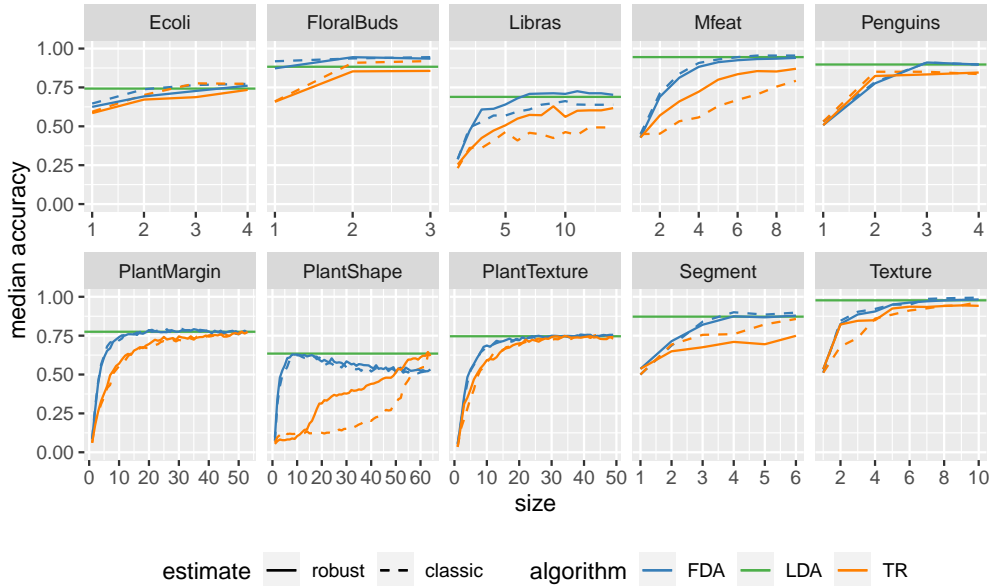 Ecoli FloralBuds Libras Mfeat Penguins
1.00
0.75
0.50
0.25
0.00
1 2 3 4 1 2 3 5 10 2 4 6 8 1 2 3 4
median accuracy
PlantMargin PlantShape PlantTexture Segment Texture
1.00
0.75
0.50
0.25
0.00
0 10 20 30 40 50 0 10 20 30 40 50 60 0 10 20 30 40 50 1 2 3 4 5 6 2 4 6 8 10
size
estimate robust classic algorithm FDA LDA TR